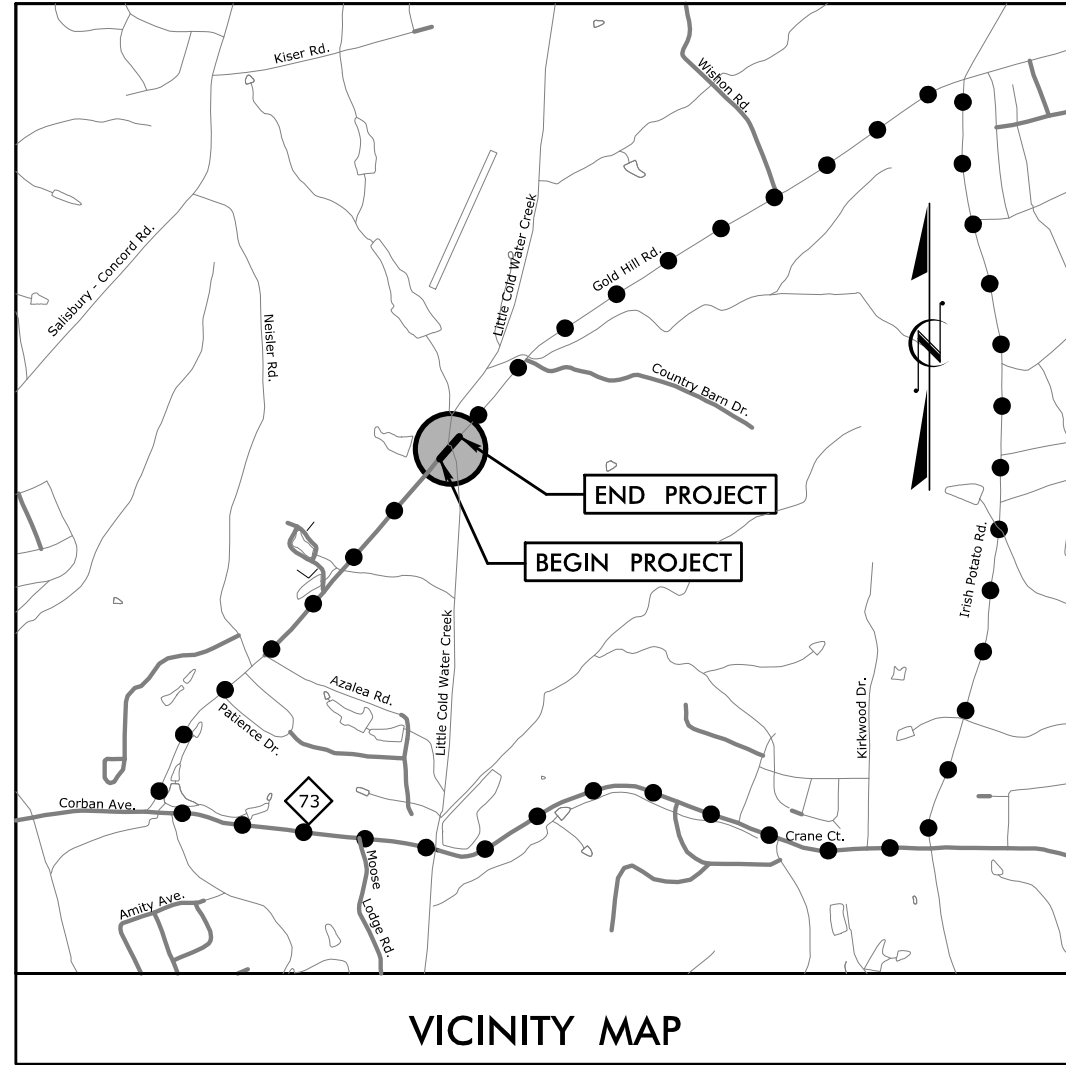 Kiser Rd.
Wishon Rd.
Salisbury - Concord Rd.
Little Cold Water Creek
Gold Hill Rd.
Neisler Rd.
N
Country Barn Dr.
END PROJECT
BEGIN PROJECT
Irish Potato Rd.
Azalea Rd.
Patience Dr.
Little Cold Water Creek
Kirkwood Dr.
73
Corban Ave.
Crane Ct.
Moose
Lodge Rd.
Amity Ave.
VICINITY MAP